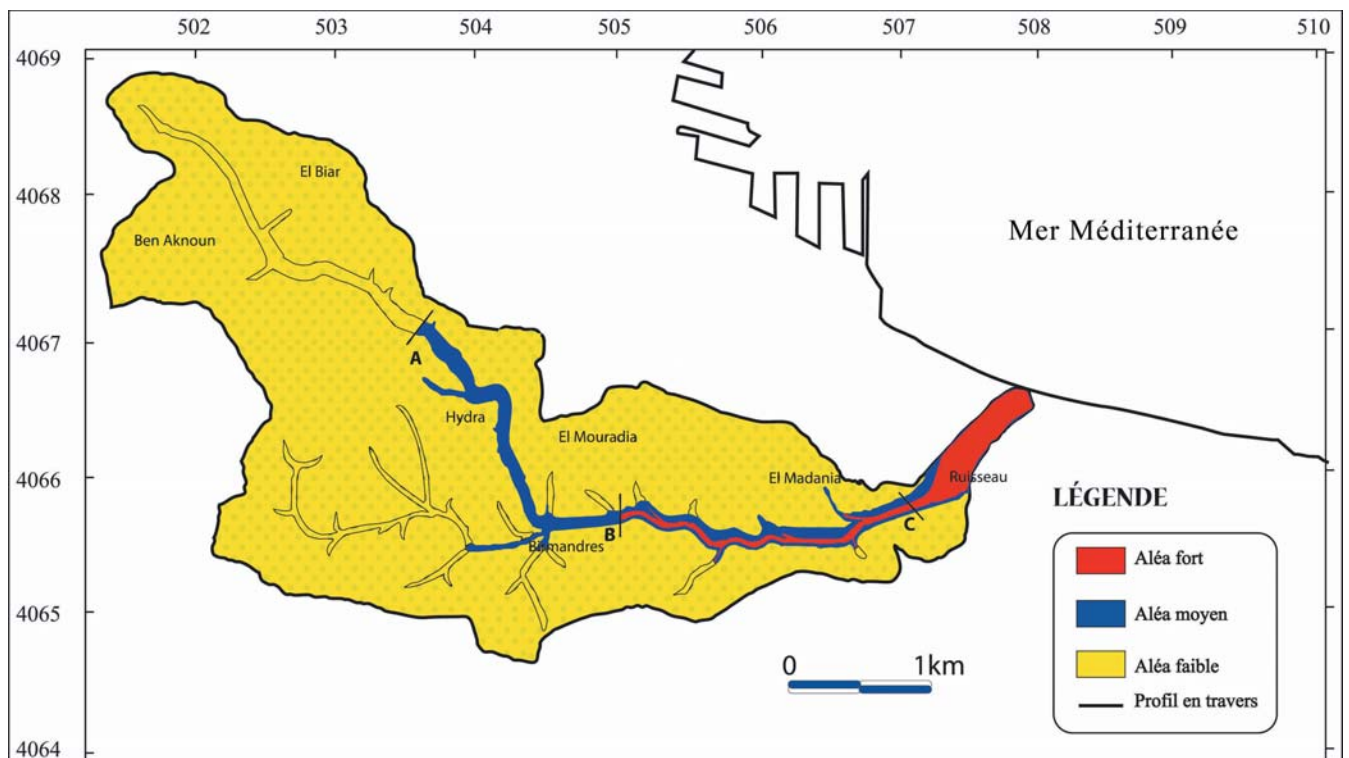 502 503 504 505 506 507 508 509 510
4069
El Biar
4068
Ben Aknoun
Mer Méditerranée
4067
A
Hydra
El Mouradia
4066
El Madania
Ruisseau
LÉGENDE
B
C
Birmandres
Aléa fort
Aléa moyen
4065
0 1km
Aléa faible
Profil en travers
4064